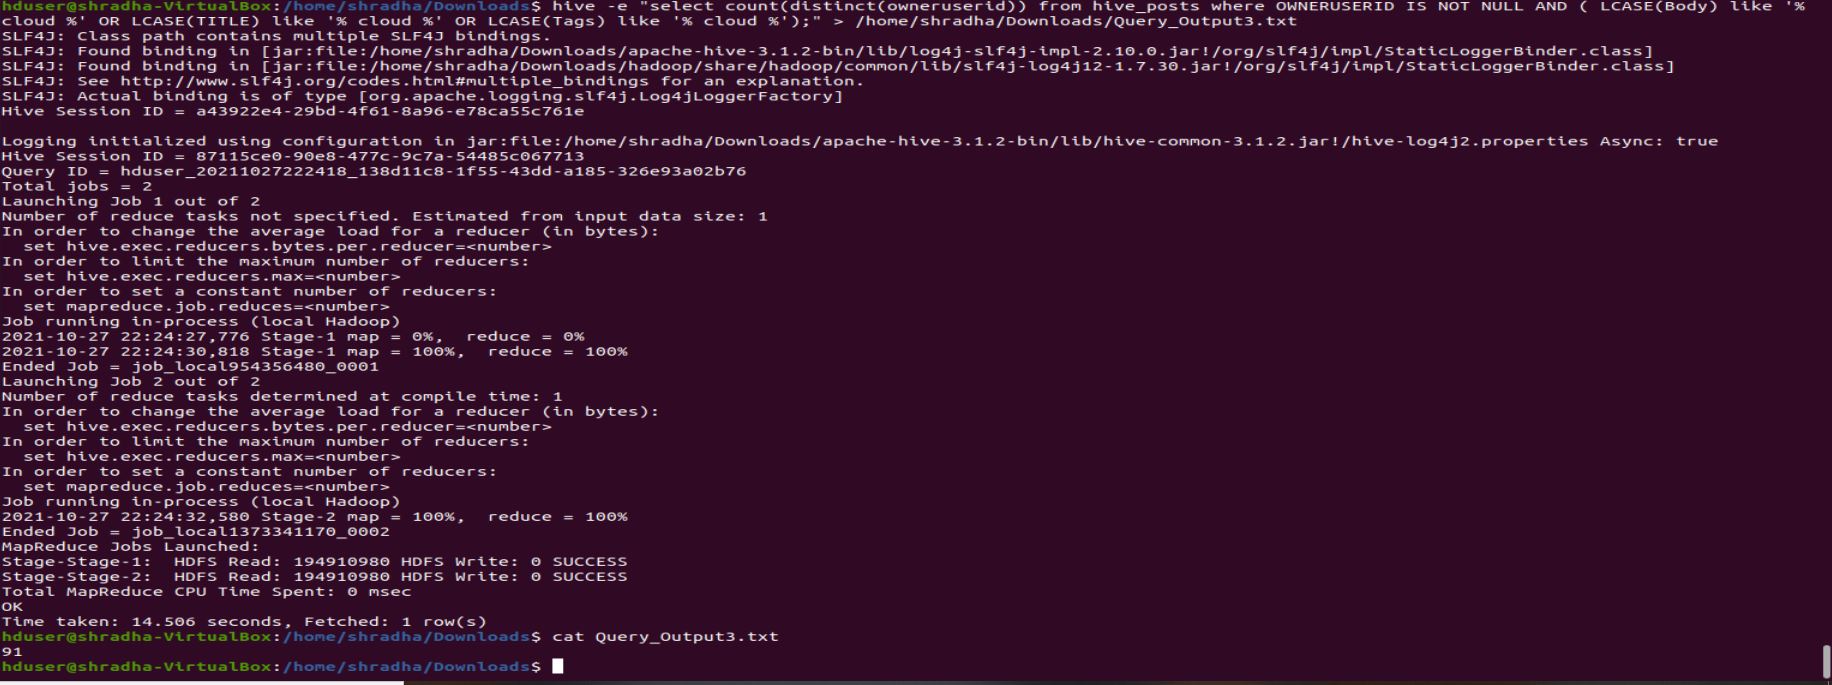 hduser@shradha-VirtualBox:/home/shradha/Downloads$ hive -e "select count(distinct(owneruserid)) from hive_posts where OWNERUSERID IS NOT NULL AND ( LCASE(Body) like '%
cloud %' OR LCASE(TITLE) like '% cloud %' OR LCASE(Tags) like '% cloud %');" > /home/shradha/Downloads/Query_Output3.txt
SLF4J: Class path contains multiple SLF4J bindings.
SLF4J: Found binding in [jar:file:/home/shradha/Downloads/apache-hive-3.1.2-bin/lib/log4j-slf4j-impl-2.10.0.jar!/org/slf4j/impl/StaticLoggerBinder.class]
SLF4J: Found binding in [jar:file:/home/shradha/Downloads/hadoop/share/hadoop/common/lib/slf4j-log4j12-1.7.30.jar!/org/slf4j/impl/StaticLoggerBinder.class]
SLF4J: See http://www.slf4j.org/codes.html#multiple_bindings for an explanation.
SLF4J: Actual binding is of type [org.apache.logging.slf4j.Log4jLoggerFactory]
Hive Session ID = a43922e4-29bd-4f61-8a96-e78ca55c761e
Logging initialized using configuration in jar:file:/home/shradha/Downloads/apache-hive-3.1.2-bin/lib/hive-common-3.1.2.jar!/hive-log4j2.properties Async: true
Hive Session ID = 87115ce0-90e8-477c-9c7a-54485c067713
Query ID = hduser_20211027222418_138d11c8-1f55-43dd-a185-326e93a02b76
Total jobs = 2
Launching Job 1 out of 2
Number of reduce tasks not specified. Estimated from input data size: 1
In order to change the average load for a reducer (in bytes):
  set hive.exec.reducers.bytes.per.reducer=<number>
In order to limit the maximum number of reducers:
  set hive.exec.reducers.max=<number>
In order to set a constant number of reducers:
  set mapreduce.job.reduces=<number>
Job running in-process (local Hadoop)
2021-10-27 22:24:27,776 Stage-1 map = 0%,  reduce = 0%
2021-10-27 22:24:30,818 Stage-1 map = 100%,  reduce = 100%
Ended Job = job_local954356480_0001
Launching Job 2 out of 2
Number of reduce tasks determined at compile time: 1
In order to change the average load for a reducer (in bytes):
  set hive.exec.reducers.bytes.per.reducer=<number>
In order to limit the maximum number of reducers:
  set hive.exec.reducers.max=<number>
In order to set a constant number of reducers:
  set mapreduce.job.reduces=<number>
Job running in-process (local Hadoop)
2021-10-27 22:24:32,580 Stage-2 map = 100%,  reduce = 100%
Ended Job = job_local1373341170_0002
MapReduce Jobs Launched:
Stage-Stage-1:  HDFS Read: 194910980 HDFS Write: 0 SUCCESS
Stage-Stage-2:  HDFS Read: 194910980 HDFS Write: 0 SUCCESS
Total MapReduce CPU Time Spent: 0 msec
OK
Time taken: 14.506 seconds, Fetched: 1 row(s)
hduser@shradha-VirtualBox:/home/shradha/Downloads$ cat Query_Output3.txt
91
hduser@shradha-VirtualBox:/home/shradha/Downloads$